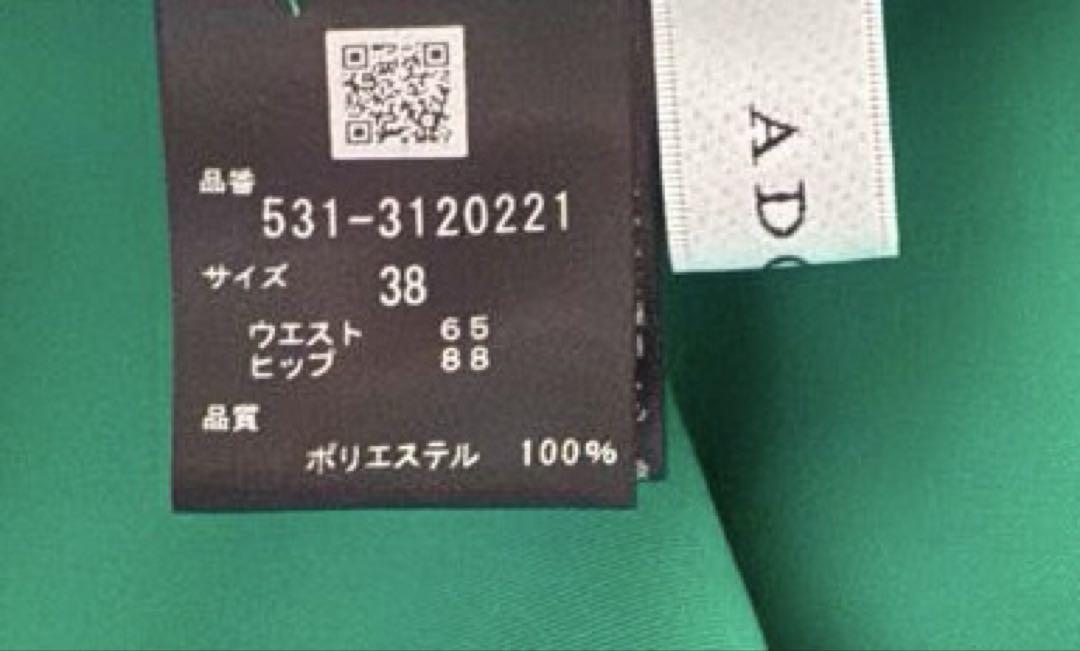 品番
531-3120221
サイズ 38
ウエスト 65
ヒップ 88
品質
ポリエステル 100%
AD